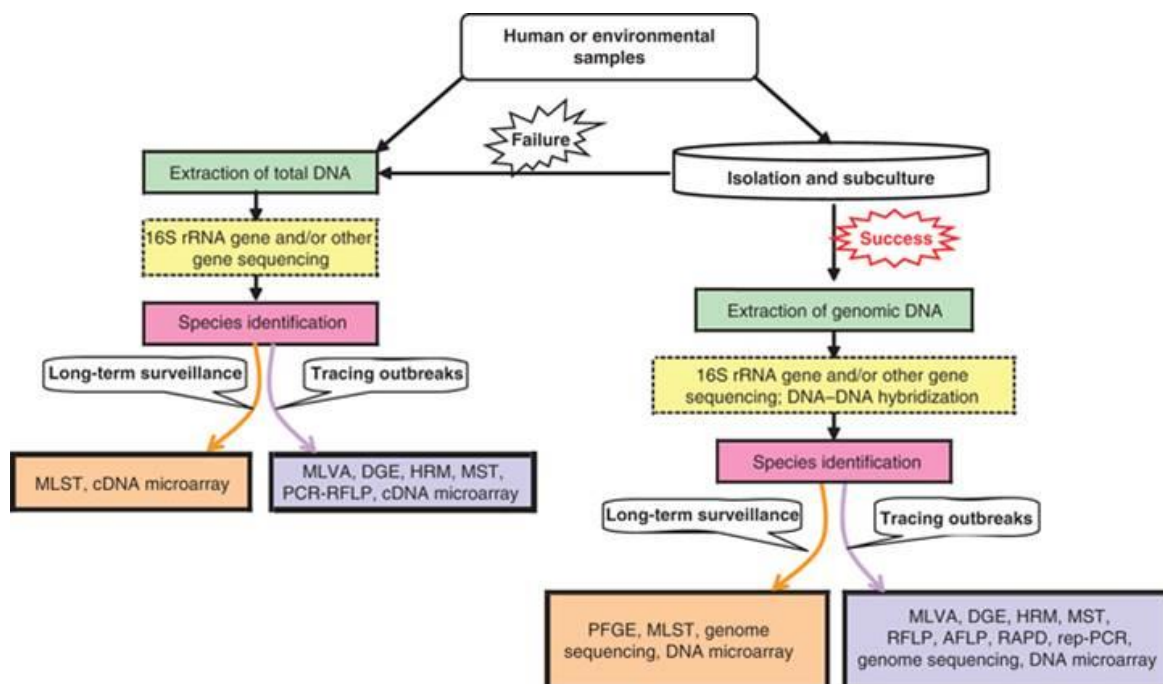 Human or environmental
samples
Failure
Extraction of total DNA
Isolation and subculture
16S rRNA gene and/or other
gene sequencing
Success
Species identification
Extraction of genomic DNA
Long-term surveillance
Tracing outbreaks
16S rRNA gene and/or other gene
sequencing; DNA–DNA hybridization
MLST, cDNA microarray
MLVA, DGE, HRM, MST,
PCR-RFLP, cDNA microarray
Species identification
Long-term surveillance
Tracing outbreaks
PFGE, MLST, genome
sequencing, DNA microarray
MLVA, DGE, HRM, MST,
RFLP, AFLP, RAPD, rep-PCR,
genome sequencing, DNA microarray